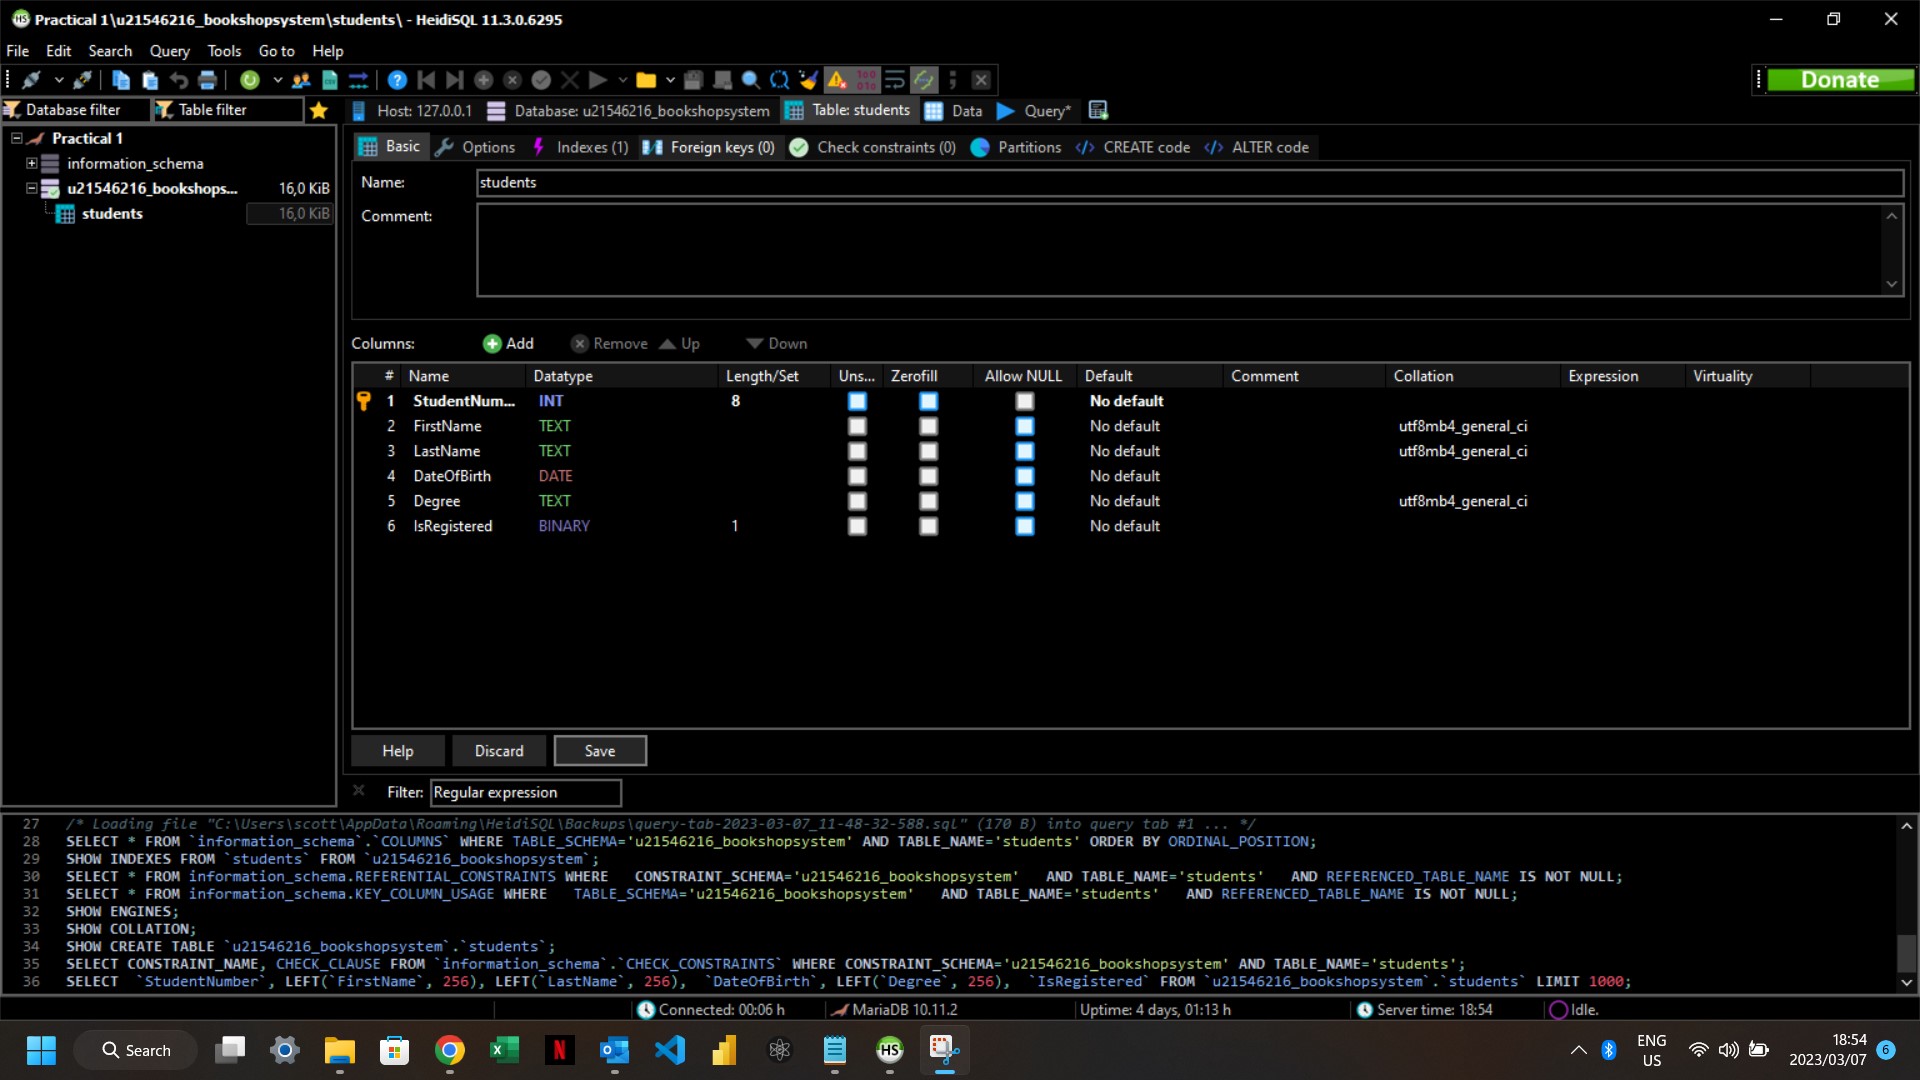 HS Practical 1\u21546216_bookshopsystem\students\ - HeidiSQL 11.3.0.6295
File Edit Search Query Tools Go to Help
Donate
Database filter Table filter Host: 127.0.0.1 Database: u21546216_bookshopsystem Table: students Data Query*
Practical 1
information_schema
u21546216_bookshops... 16,0 KiB
students 16,0 KiB
Basic Options Indexes (1) Foreign keys (0) Check constraints (0) Partitions CREATE code ALTER code
Name: students
Comment:
Columns: Add Remove Up Down
# Name Datatype Length/Set Uns... Zerofill Allow NULL Default Comment Collation Expression Virtuality
1 StudentNum... INT 8 No default
2 FirstName TEXT No default utf8mb4_general_ci
3 LastName TEXT No default utf8mb4_general_ci
4 DateOfBirth DATE No default
5 Degree TEXT No default utf8mb4_general_ci
6 IsRegistered BINARY 1 No default
Help Discard Save
Filter: Regular expression
27 /* Loading file "C:\Users\scott\AppData\Roaming\HeidiSQL\Backups\query-tab-2023-03-07_11-48-32-588.sql" (170 B) into query tab #1 ... */
28 SELECT * FROM `information_schema`.`COLUMNS` WHERE TABLE_SCHEMA='u21546216_bookshopsystem' AND TABLE_NAME='students' ORDER BY ORDINAL_POSITION;
29 SHOW INDEXES FROM `students` FROM `u21546216_bookshopsystem`;
30 SELECT * FROM information_schema.REFERENTIAL_CONSTRAINTS WHERE   CONSTRAINT_SCHEMA='u21546216_bookshopsystem'   AND TABLE_NAME='students'   AND REFERENCED_TABLE_NAME IS NOT NULL;
31 SELECT * FROM information_schema.KEY_COLUMN_USAGE WHERE   TABLE_SCHEMA='u21546216_bookshopsystem'   AND TABLE_NAME='students'   AND REFERENCED_TABLE_NAME IS NOT NULL;
32 SHOW ENGINES;
33 SHOW COLLATION;
34 SHOW CREATE TABLE `u21546216_bookshopsystem`.`students`;
35 SELECT CONSTRAINT_NAME, CHECK_CLAUSE FROM `information_schema`.`CHECK_CONSTRAINTS` WHERE CONSTRAINT_SCHEMA='u21546216_bookshopsystem' AND TABLE_NAME='students';
36 SELECT  `StudentNumber`, LEFT(`FirstName`, 256), LEFT(`LastName`, 256),  `DateOfBirth`, LEFT(`Degree`, 256),  `IsRegistered` FROM `u21546216_bookshopsystem`.`students` LIMIT 1000;
Connected: 00:06 h MariaDB 10.11.2 Uptime: 4 days, 01:13 h Server time: 18:54 Idle.
Search HS ENG 18:54
US 2023/03/07 6